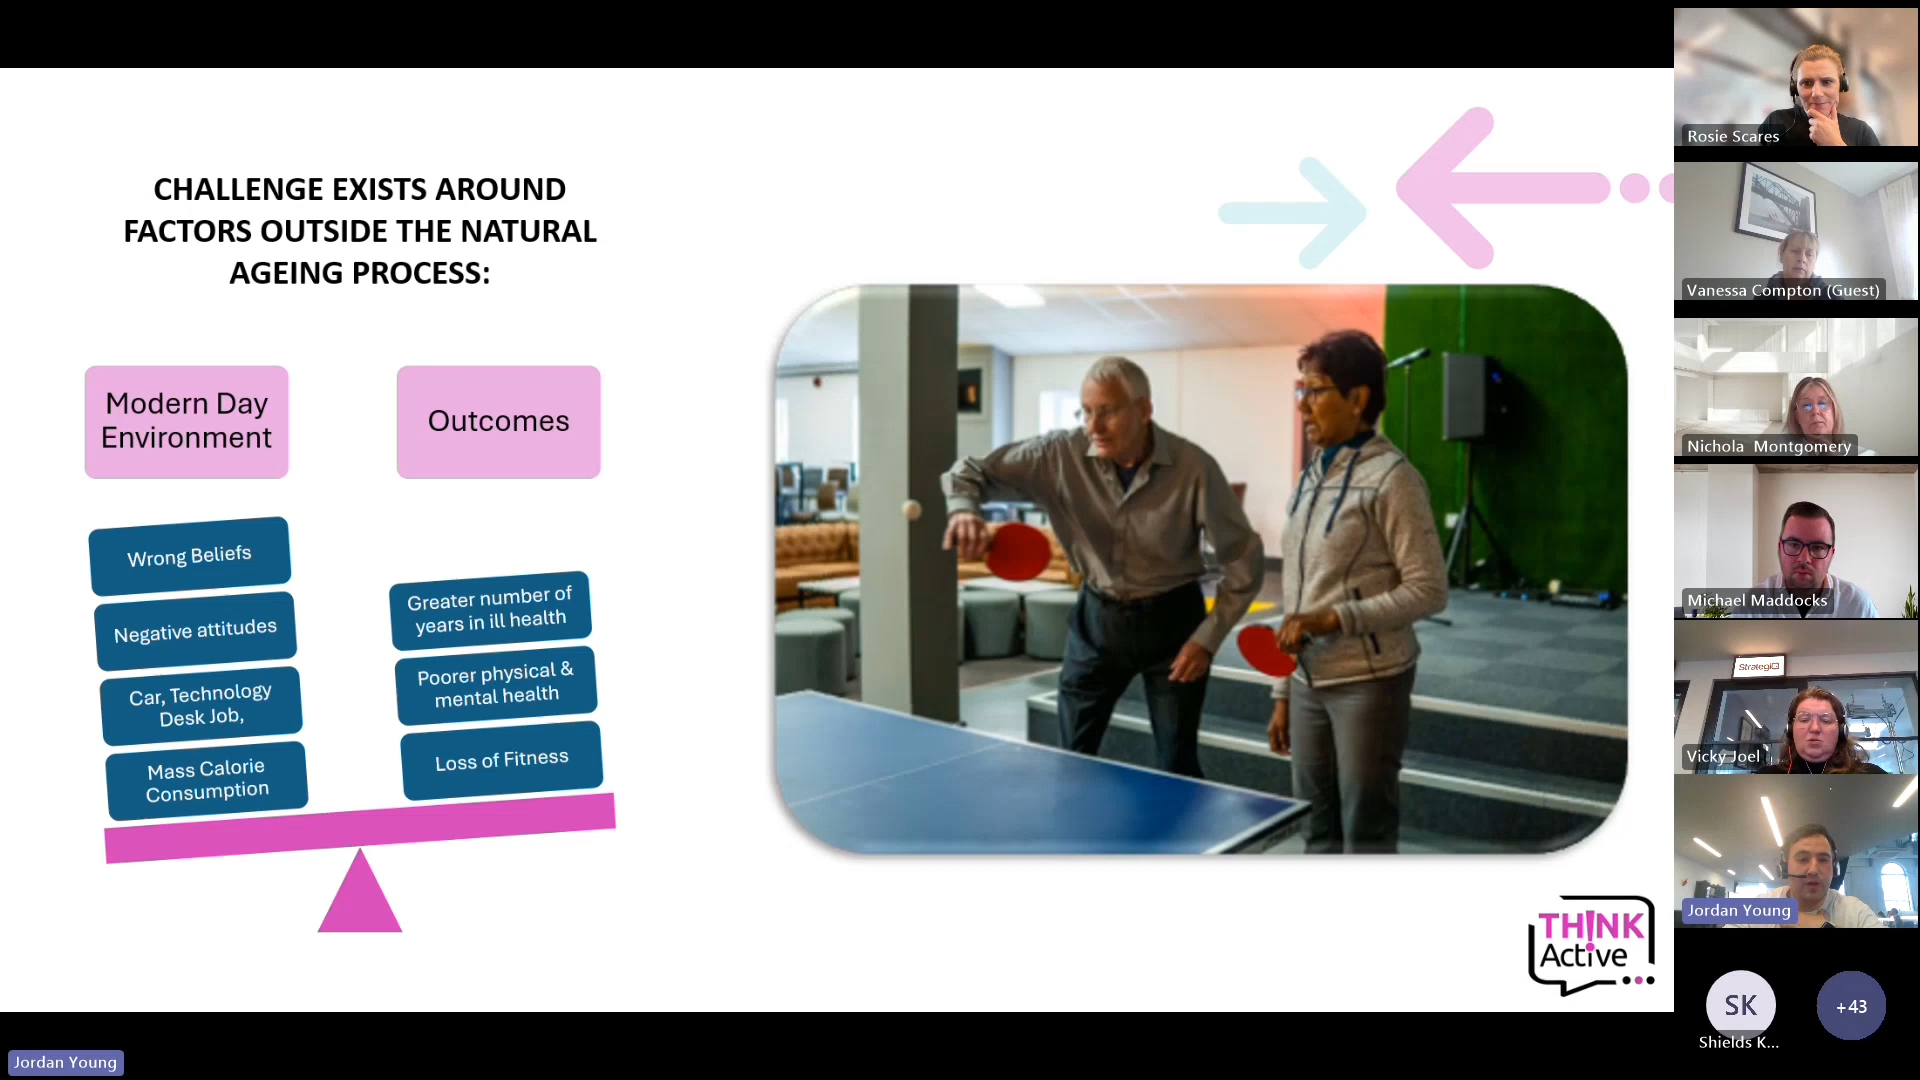 CHALLENGE EXISTS AROUND
FACTORS OUTSIDE THE NATURAL
AGEING PROCESS:
Modern Day
Environment
Outcomes
Wrong Beliefs
Negative attitudes
Car, Technology
Desk Job,
Mass Calorie
Consumption
Greater number of
years in ill health
Poorer physical &
mental health
Loss of Fitness
TH!NK
Active
Rosie Scares
Vanessa Compton (Guest)
Nichola Montgomery
Michael Maddocks
StrategiQ
Vicky Joel
Jordan Young
SK
+43
Shields K...
Jordan Young